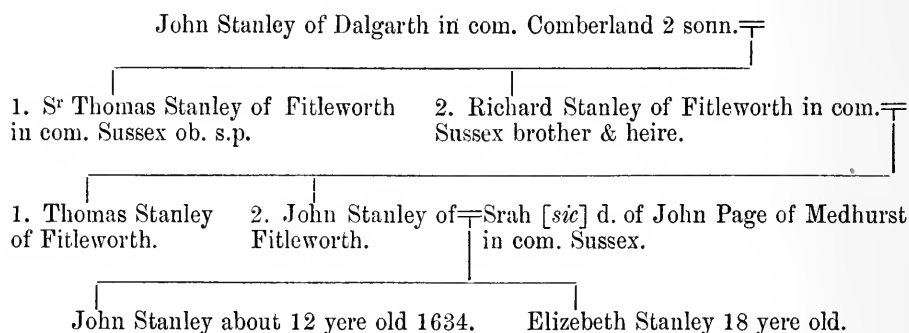 John Stanley of Dalgarth in com. Comberland 2 sonn.
1. Sr Thomas Stanley of Fitleworth
in com. Sussex ob. s.p.
2. Richard Stanley of Fitleworth in com.
Sussex brother & heire.
1. Thomas Stanley
of Fitleworth.
2. John Stanley of
Fitleworth.
Srah [sic] d. of John Page of Medhurst
in com. Sussex.
John Stanley about 12 yere old 1634.
Elizebeth Stanley 18 yere old.